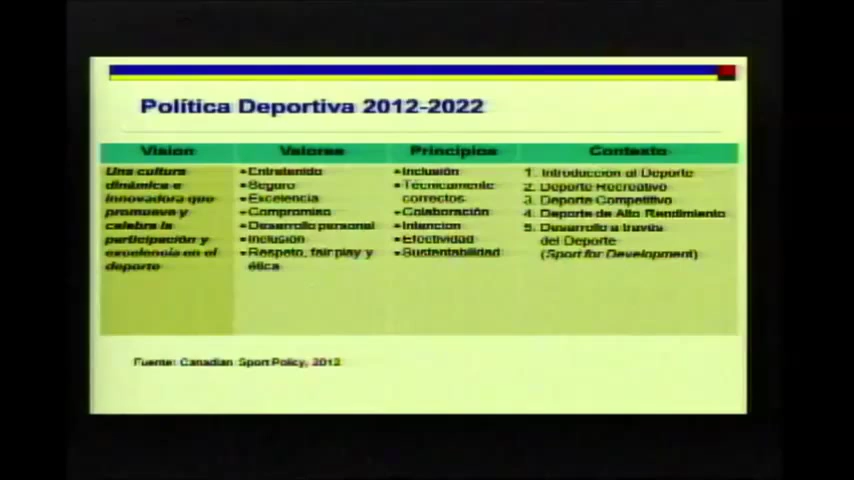 Política Deportiva 2012-2022
Vision
Valores
Principios
Contexto
Una cultura
dinámica e
innovadora que
promueva y
celebra la
participación y
excelencia en el
deporte
•Entretenido
•Seguro
•Excelencia
•Compromiso
•Desarrollo personal
•Inclusión
•Respeto, fair play y
ética
•Inclusión
•Técnicamente
correctos
•Colaboración
•Intención
•Efectividad
•Sustentabilidad
1. Introducción al Deporte
2. Deporte Recreativo
3. Deporte Competitivo
4. Deporte de Alto Rendimiento
5. Desarrollo a través
del Deporte
(Sport for Development)
Fuente: Canadian Sport Policy, 2012